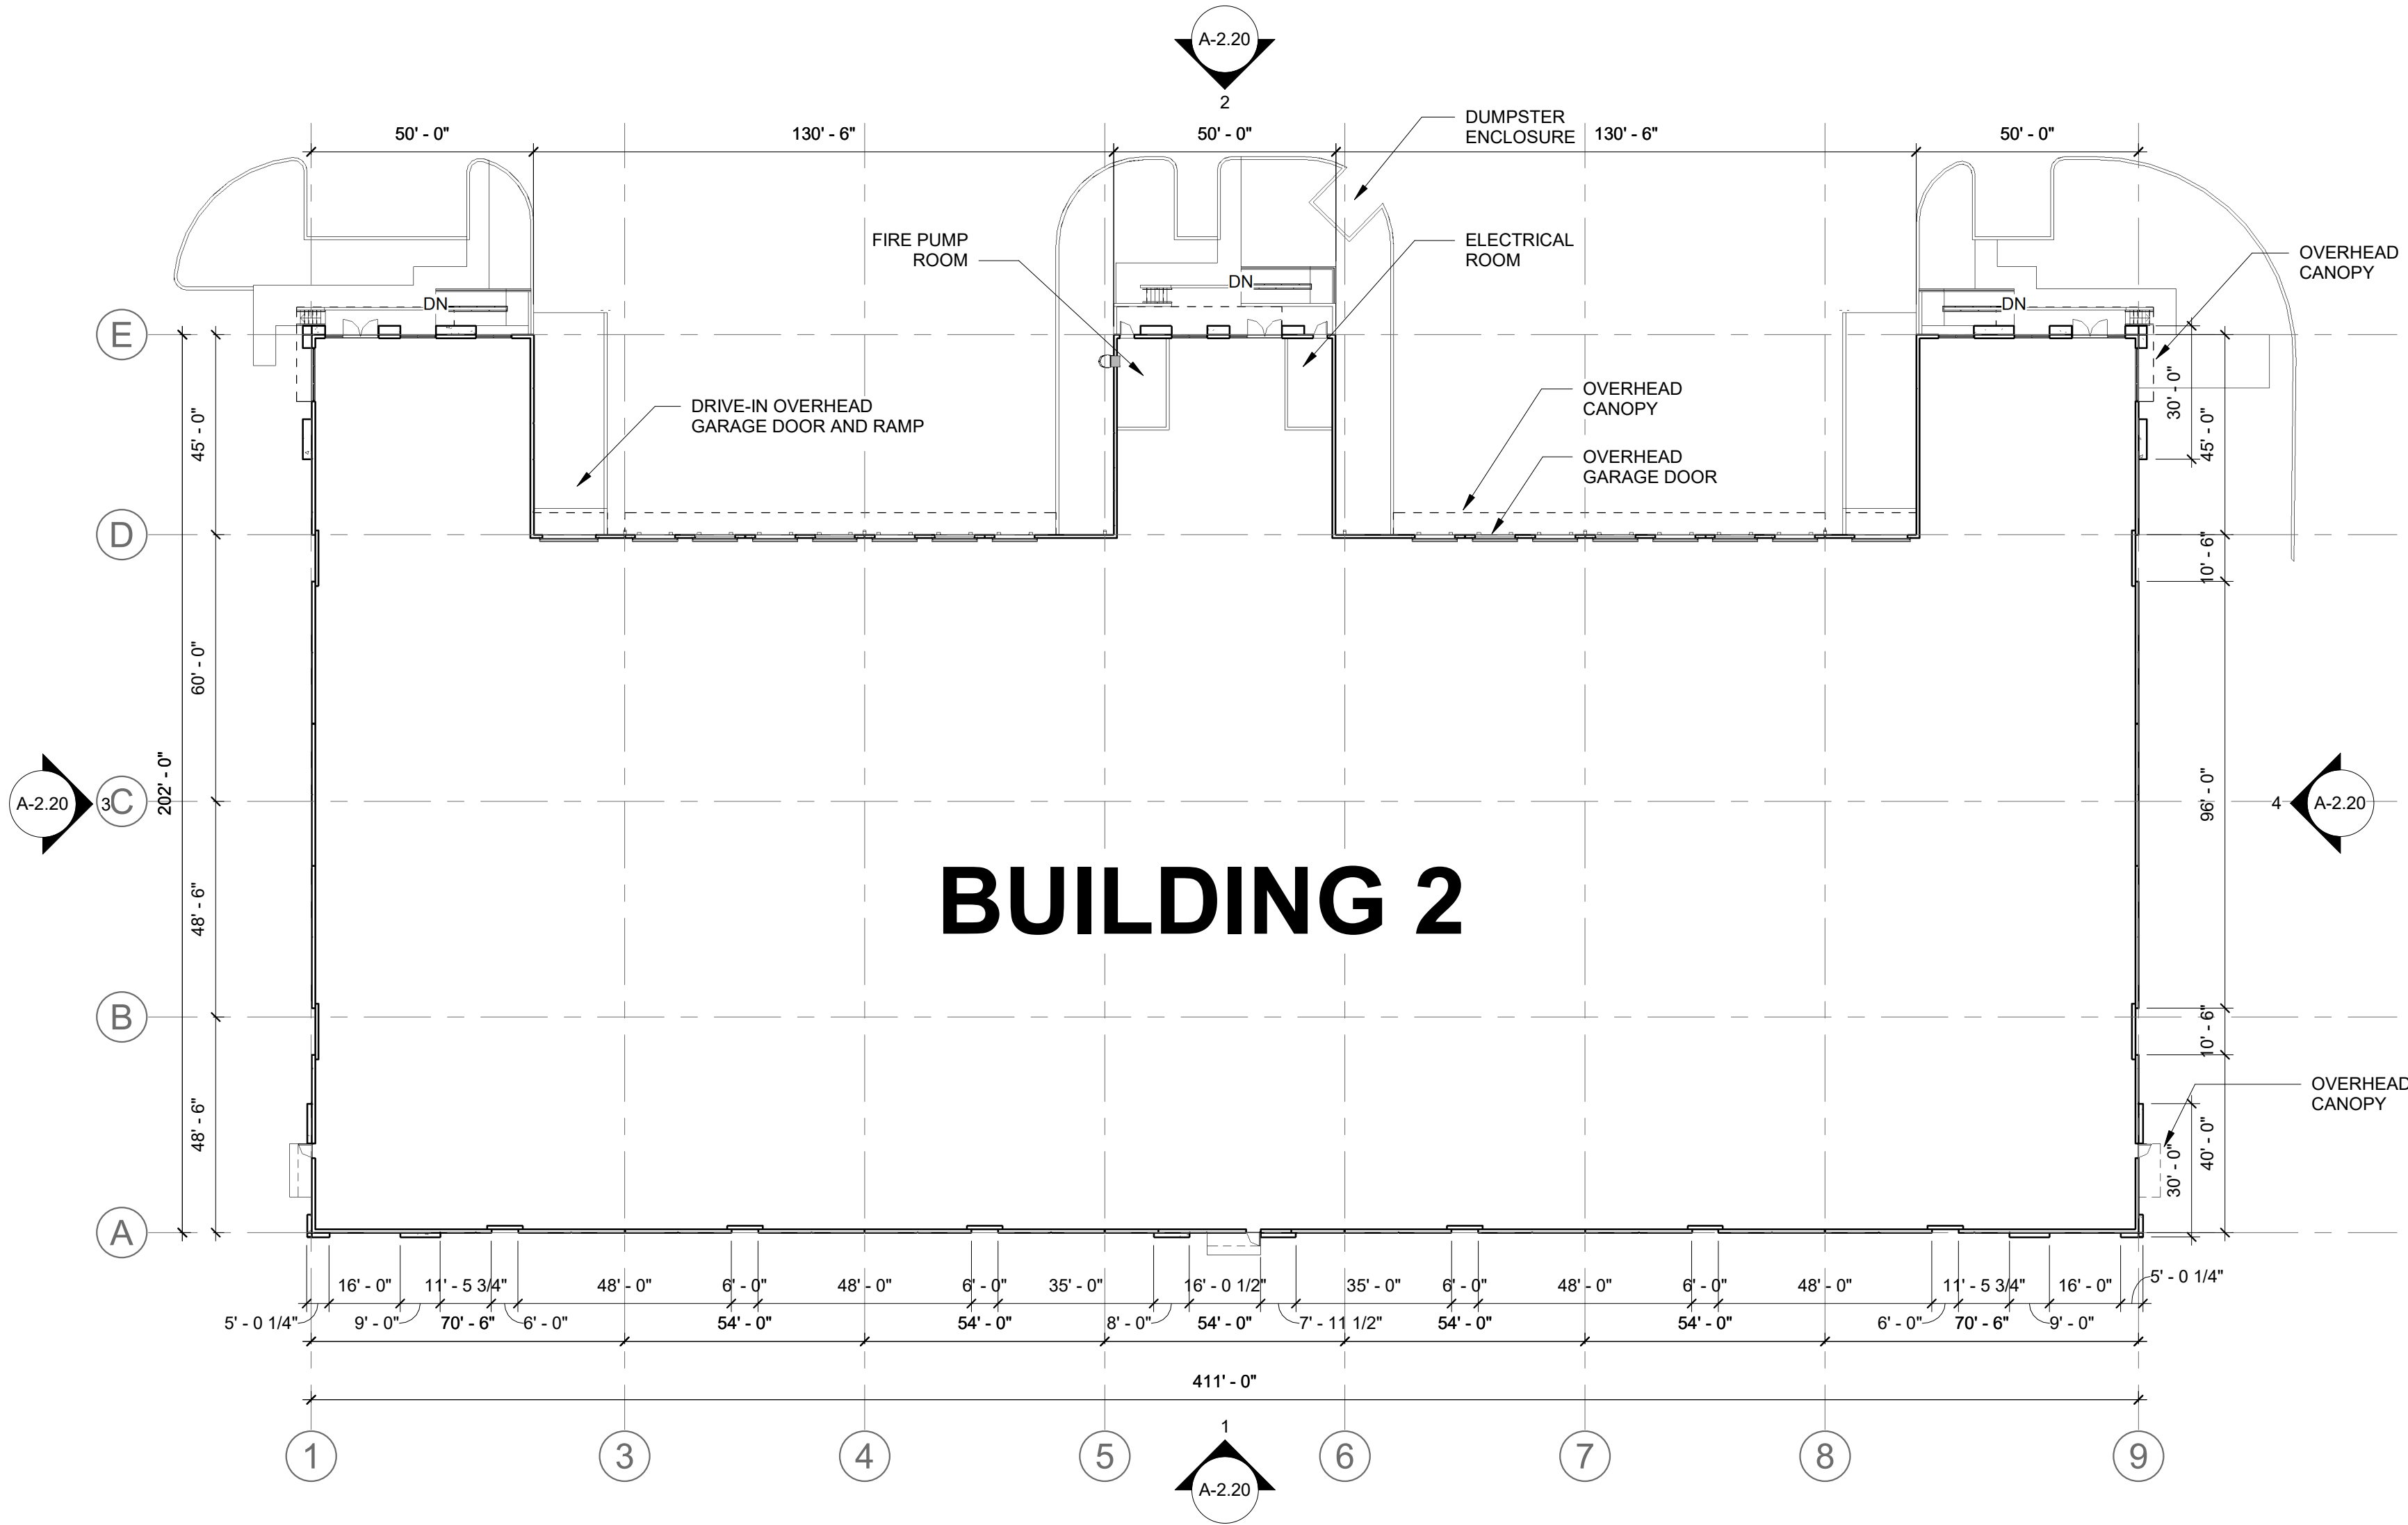 A-2.20
2
50' - 0" 130' - 6" 50' - 0" 130' - 6" 50' - 0"
DUMPSTER
ENCLOSURE
FIRE PUMP
ROOM
ELECTRICAL
ROOM
OVERHEAD
CANOPY
DN DN DN
E
DRIVE-IN OVERHEAD
GARAGE DOOR AND RAMP
OVERHEAD
CANOPY
OVERHEAD
GARAGE DOOR
45' - 0"
30' - 0"
45' - 0"
D
10' - 6"
60' - 0"
202' - 0"
A-2.20 3 C
96' - 0"
4 A-2.20
BUILDING 2
48' - 6"
B
10' - 6"
OVERHEAD
CANOPY
48' - 6"
30' - 0"
40' - 0"
A
16' - 0" 11' - 5 3/4" 48' - 0" 6' - 0" 48' - 0" 6' - 0" 35' - 0" 16' - 0 1/2" 35' - 0" 6' - 0" 48' - 0" 6' - 0" 48' - 0" 11' - 5 3/4" 16' - 0" 5' - 0 1/4"
5' - 0 1/4" 9' - 0" 70' - 6" 6' - 0" 54' - 0" 54' - 0" 8' - 0" 54' - 0" 7' - 11 1/2" 54' - 0" 54' - 0" 6' - 0" 70' - 6" 9' - 0"
411' - 0"
1
1 3 4 5 6 7 8 9
A-2.20